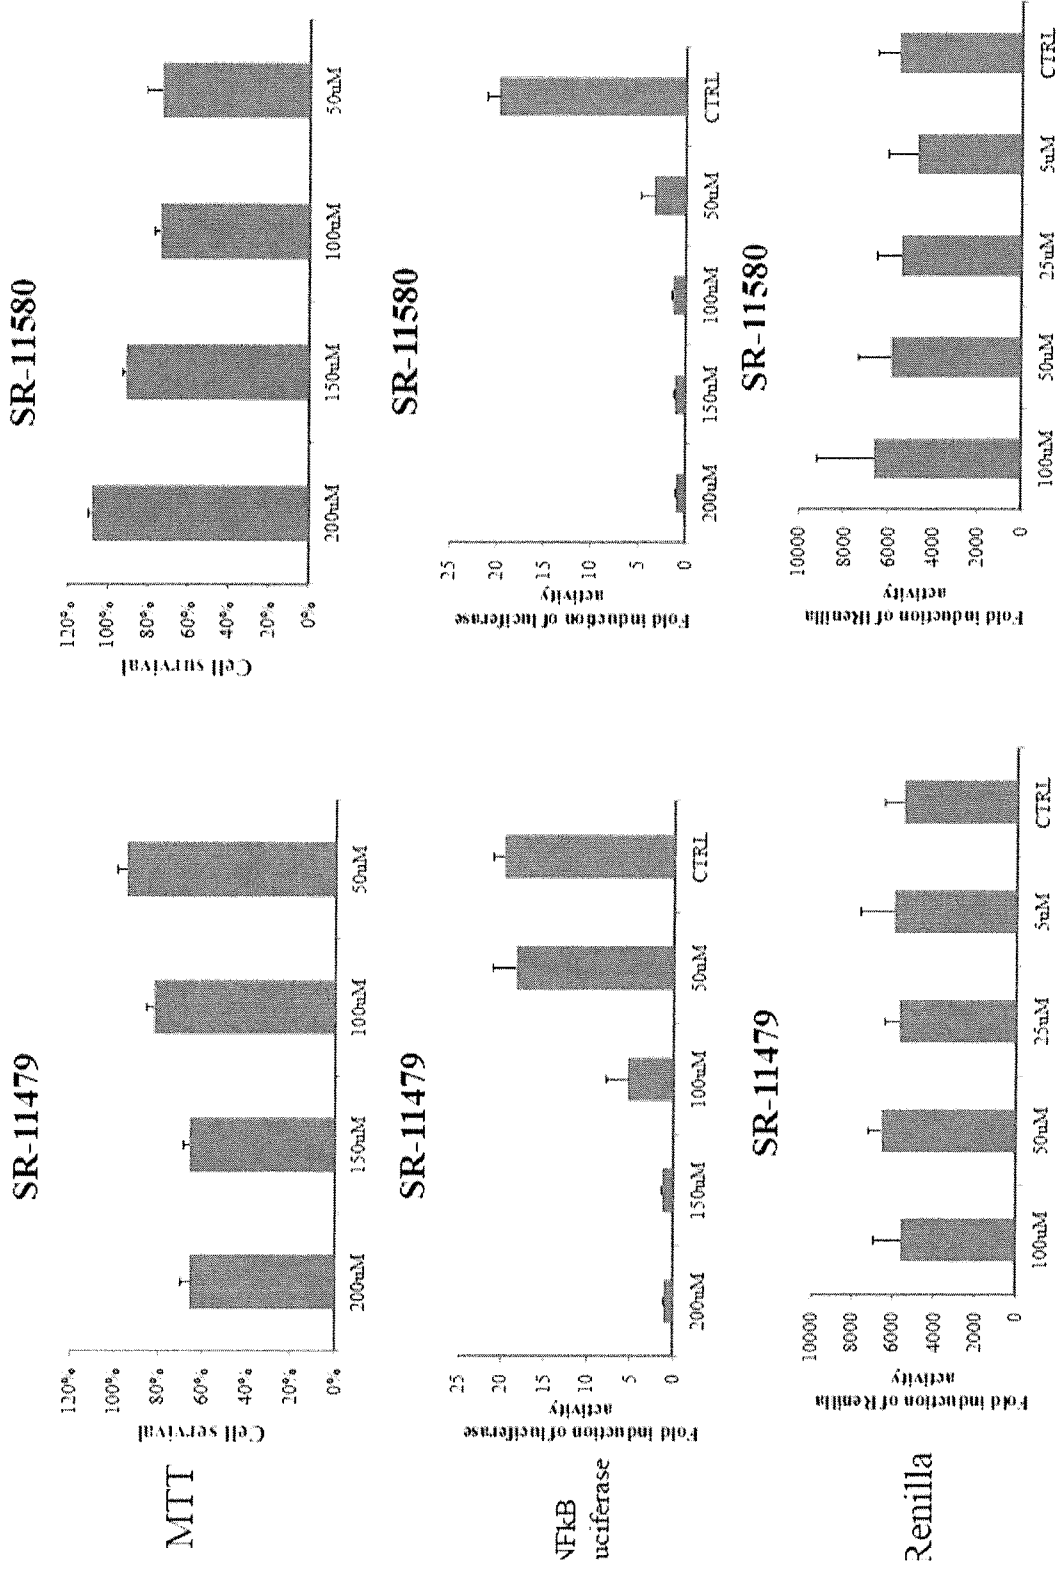 MTT
SR-11479
Cell survival
120%
100%
80%
60%
40%
20%
0%
200uM
150uM
100uM
50uM
SR-11580
Cell survival
120%
100%
80%
60%
40%
20%
0%
200uM
150uM
100uM
50uM
NFkB
uciferase
SR-11479
Fold induction of luciferase
activity
25
20
15
10
5
0
200uM
150uM
100uM
50uM
CTRL
SR-11580
Fold induction of luciferase
activity
25
20
15
10
5
0
200uM
150uM
100uM
50uM
CTRL
Renilla
SR-11479
Fold induction of Renilla
activity
10000
8000
6000
4000
2000
0
100uM
50uM
25uM
5uM
CTRL
SR-11580
Fold induction of lRenilla
activity
10000
8000
6000
4000
2000
0
100uM
50uM
25uM
5uM
CTRL